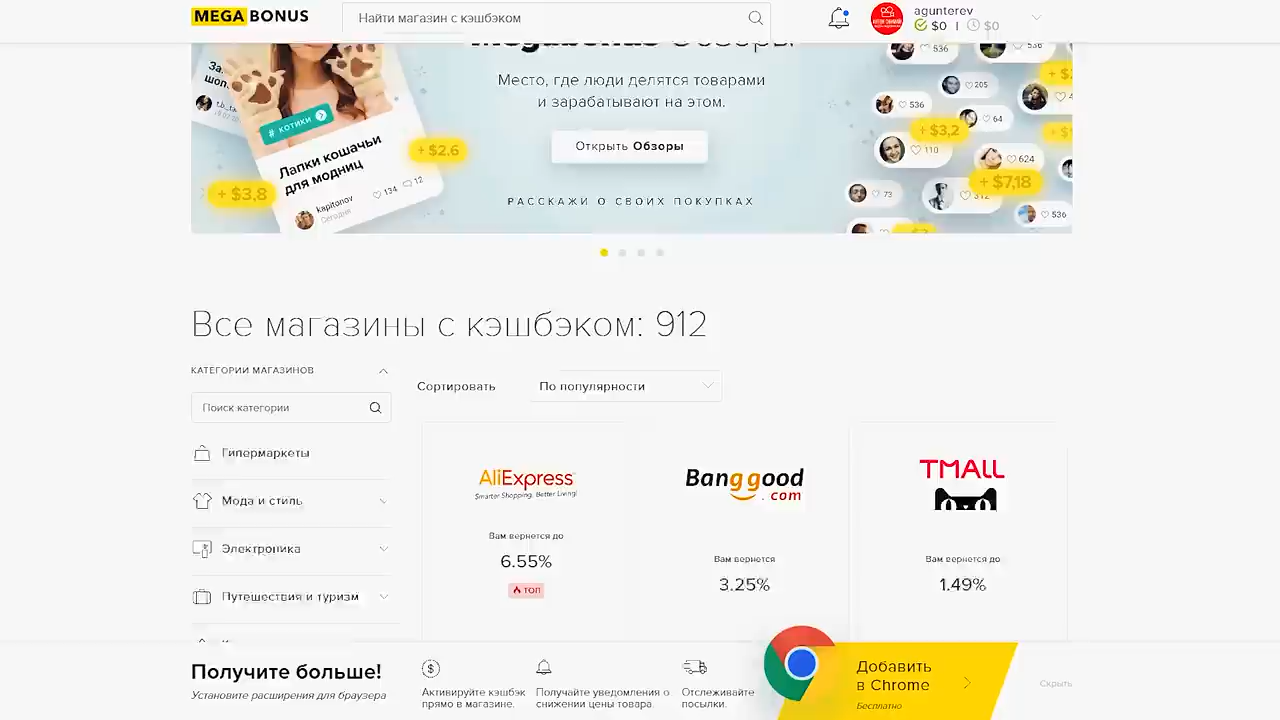 MEGA BONUS
Найти магазин с кэшбэком
agunterev
$0 | $0
Megabonus Обзоры
Место, где люди делятся товарами
и зарабатывают на этом.
Открыть Обзоры
РАССКАЖИ О СВОИХ ПОКУПКАХ
# КОТИКИ
Лапки кошачьи
для модниц
kapitonov
Сегодня
134
12
+ $2.6
+ $3,8
536
536
205
536
64
+ $3,2
110
624
+ $7,18
73
312
536
Все магазины с кэшбэком: 912
КАТЕГОРИИ МАГАЗИНОВ
Сортировать
По популярности
Поиск категории
Гипермаркеты
Мода и стиль
Электроника
Путешествия и туризм
AliExpress
Smarter Shopping, Better Living!
Вам вернется до
6.55%
ТОП
Banggood
.com
Вам вернется
3.25%
TMALL
Вам вернется до
1.49%
Получите больше!
Установите расширения для браузера
Активируйте кэшбэк
прямо в магазине.
Получайте уведомления о
снижении цены товара.
Отслеживайте
посылки.
Добавить
в Chrome
Бесплатно
Скрыть